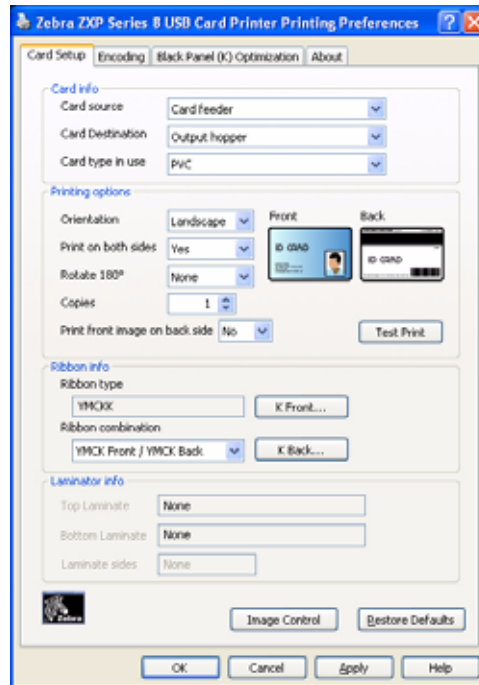 Zebra ZXP Series 8 USB Card Printer Printing Preferences
Card Setup Encoding Black Panel (K) Optimization About
Card info
Card source Card feeder
Card Destination Output hopper
Card type in use PVC
Printing options
Orientation Landscape Front Back
Print on both sides Yes
ID CARD ID CARD
Rotate 180° None
Copies 1
Print front image on back side No Test Print
Ribbon info
Ribbon type
YMCKK K Front...
Ribbon combination
YMCK Front / YMCK Back K Back...
Laminator info
Top Laminate None
Bottom Laminate None
Laminate sides None
Zebra
Image Control Restore Defaults
OK Cancel Apply Help